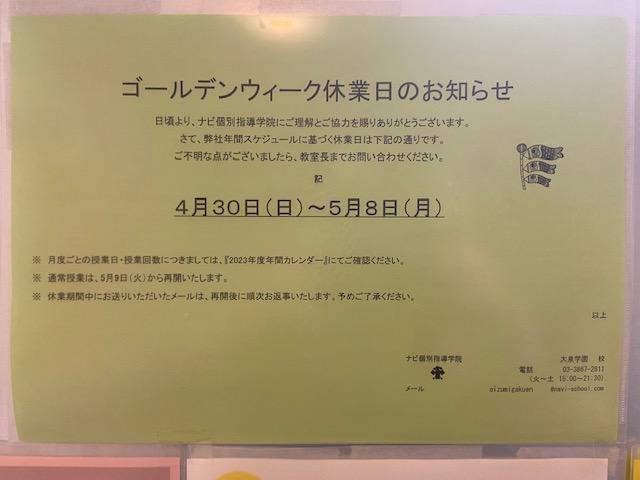 ゴールデンウィーク休業日のお知らせ
日頃より、ナビ個別指導学院にご理解とご協力を賜りありがとうございます。
さて、弊社年間スケジュールに基づく休業日は下記の通りです。
ご不明な点がございましたら、教室長までお問い合わせください。
記
4月30日(日)～5月8日(月)
※ 月度ごとの授業日・授業回数につきましては、『2023年度年間カレンダー』にてご確認ください。
※ 通常授業は、5月9日(火)から再開いたします。
※ 休業期間中にお送りいただいたメールは、再開後に順次お返事いたします。予めご了承ください。
以上
ナビ個別指導学院 大泉学園 校
電話 03-3867-2811
(火～土 15:00～21:30)
メール oizumigakuen @navi-school.com